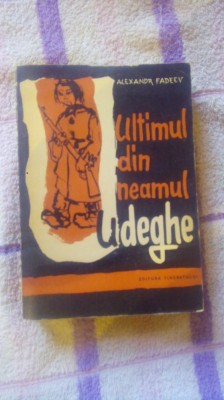 ALEXANDR FADEEV
Ultimul
din
neamul
Udeghe
EDITURA TINERETULUI